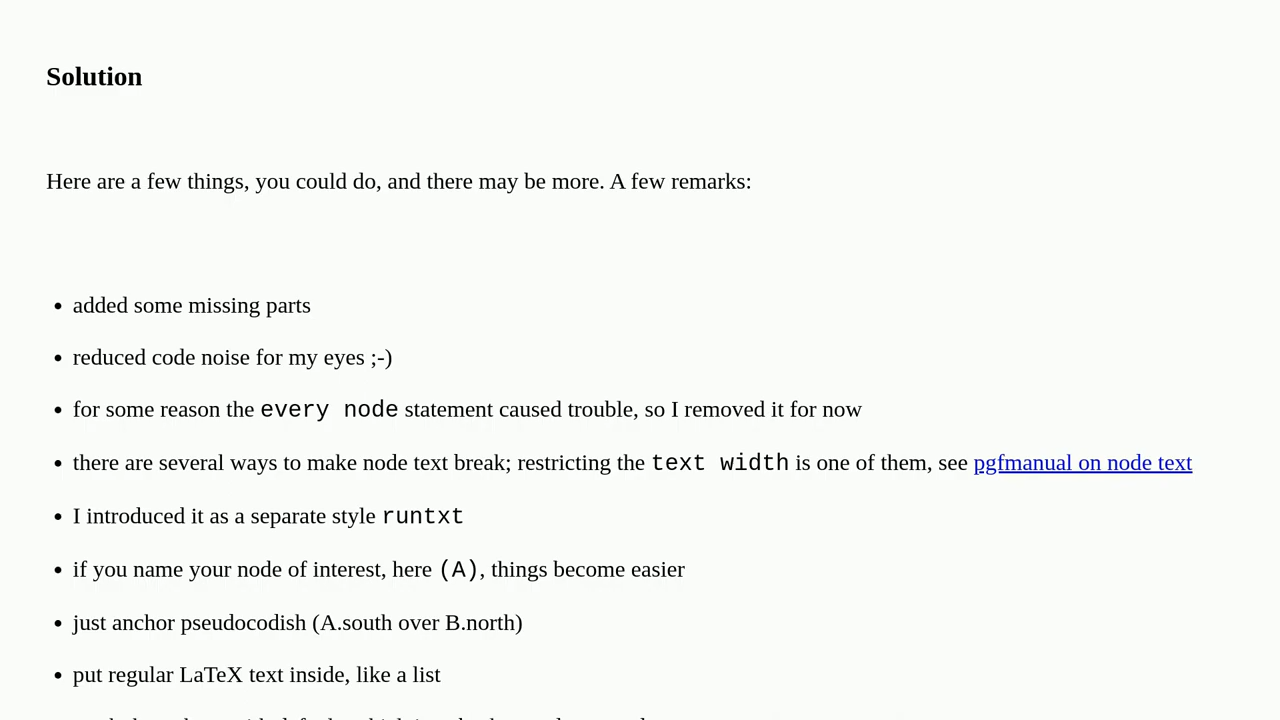 Solution
Here are a few things, you could do, and there may be more. A few remarks:
• added some missing parts
• reduced code noise for my eyes ;-)
• for some reason the every node statement caused trouble, so I removed it for now
• there are several ways to make node text break; restricting the text width is one of them, see pgfmanual on node text
• I introduced it as a separate style runtxt
• if you name your node of interest, here (A), things become easier
• just anchor pseudocodish (A.south over B.north)
• put regular LaTeX text inside, like a list